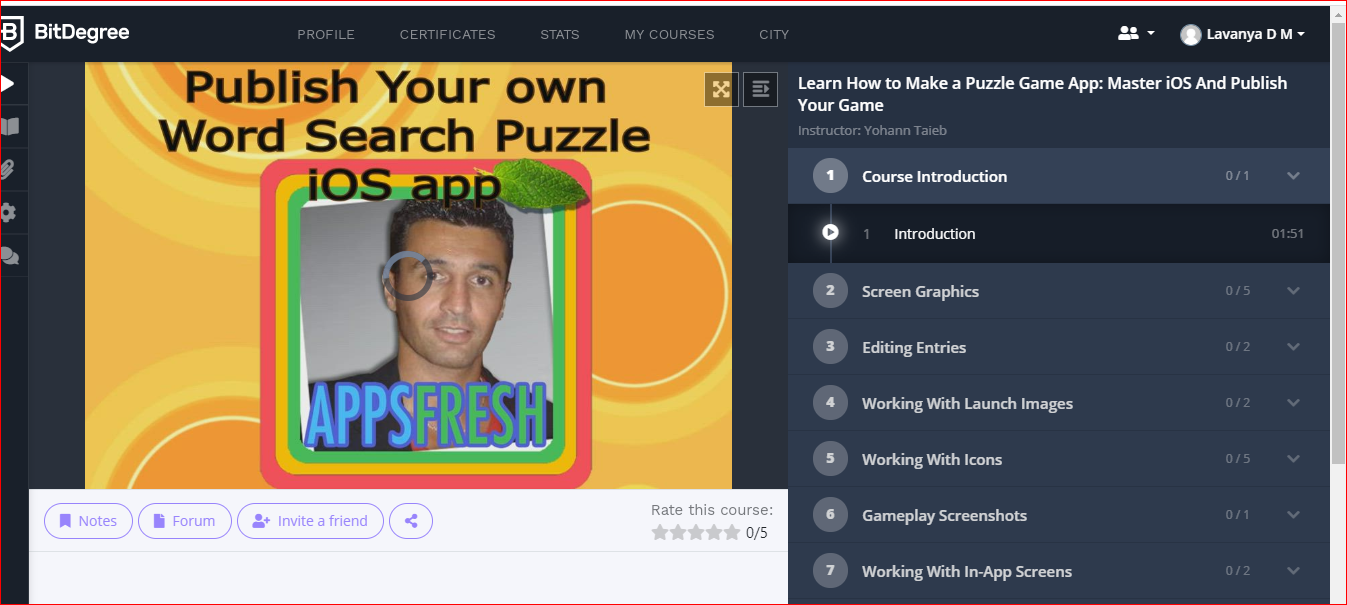 BitDegree
PROFILE CERTIFICATES STATS MY COURSES CITY
Lavanya D M
Publish Your own
Word Search Puzzle
iOS app
APPSFRESH
Notes Forum Invite a friend
Rate this course:
0/5
Learn How to Make a Puzzle Game App: Master iOS And Publish
Your Game
Instructor: Yohann Taieb
1 Course Introduction 0 / 1
1 Introduction 01:51
2 Screen Graphics 0 / 5
3 Editing Entries 0 / 2
4 Working With Launch Images 0 / 2
5 Working With Icons 0 / 5
6 Gameplay Screenshots 0 / 1
7 Working With In-App Screens 0 / 2